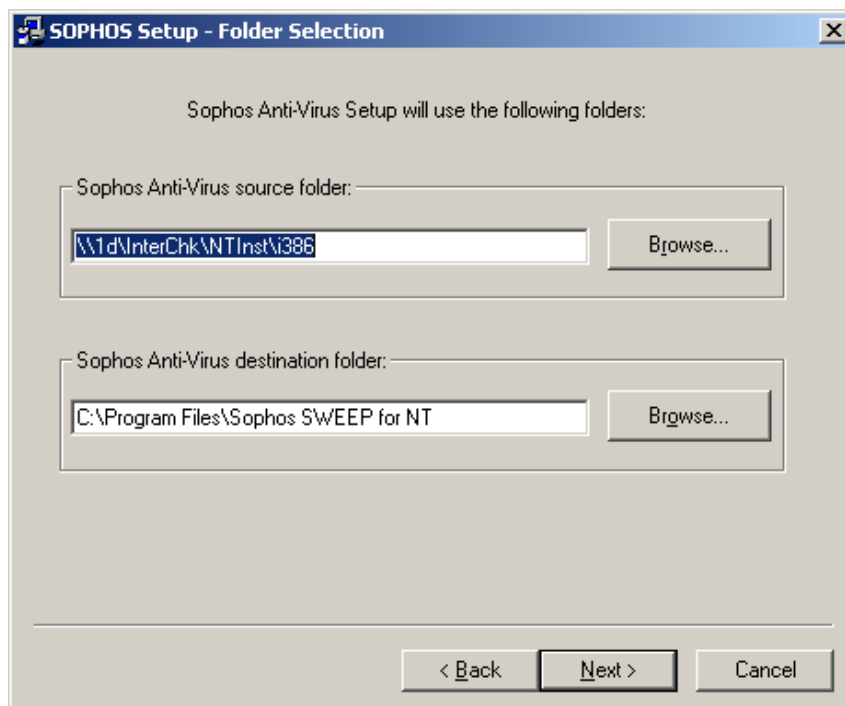 SOPHOS Setup - Folder Selection
Sophos Anti-Virus Setup will use the following folders:
Sophos Anti-Virus source folder:
\\1d\InterChk\NTInst\i386
Browse...
Sophos Anti-Virus destination folder:
C:\Program Files\Sophos SWEEP for NT
Browse...
< Back
Next >
Cancel